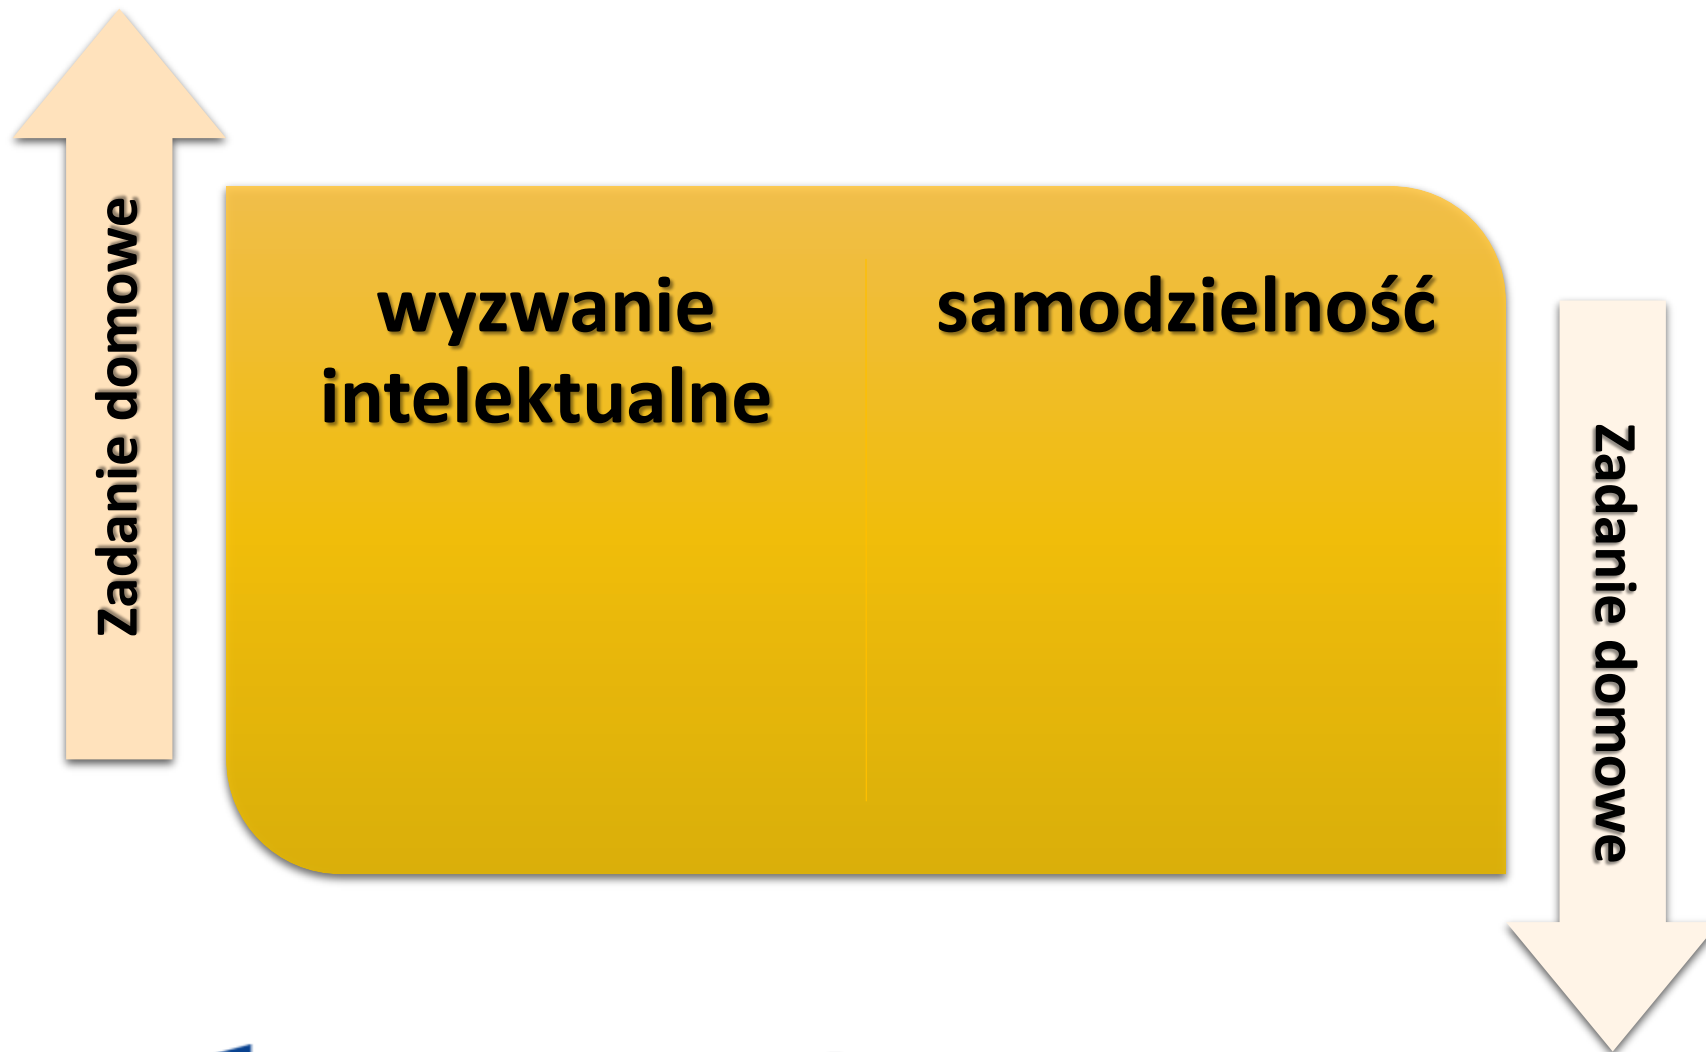 Zadanie domowe
wyzwanie
intelektualne
samodzielność
Zadanie domowe